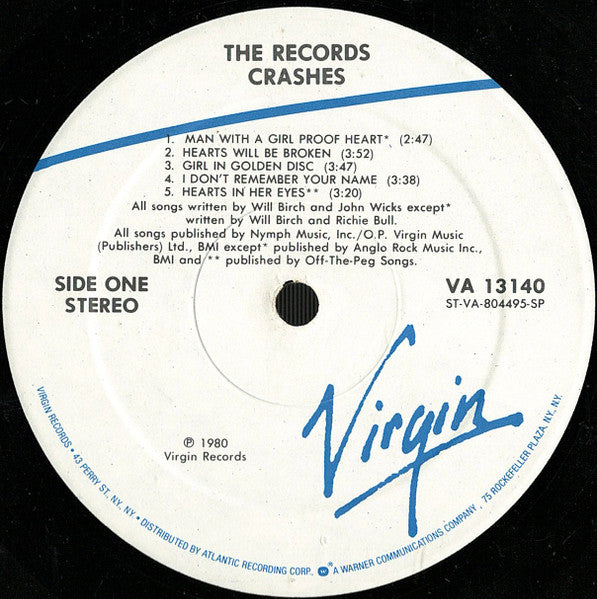 THE RECORDS
CRASHES
1. MAN WITH A GIRL PROOF HEART* (2:47)
2. HEARTS WILL BE BROKEN (3:52)
3. GIRL IN GOLDEN DISC (3:47)
4. I DON'T REMEMBER YOUR NAME (3:38)
5. HEARTS IN HER EYES** (3:20)
All songs written by Will Birch and John Wicks except*
written by Will Birch and Richie Bull.
All songs published by Nymph Music, Inc./O.P. Virgin Music
(Publishers) Ltd., BMI except* published by Anglo Rock Music Inc.,
BMI and ** published by Off-The-Peg Songs.
SIDE ONE
STEREO
VA 13140
ST-VA-804495-SP
Virgin
℗ 1980
Virgin Records
VIRGIN RECORDS • 43 PERRY ST., NY, NY • DISTRIBUTED BY ATLANTIC RECORDING CORP. W ® A WARNER COMMUNICATIONS COMPANY, 75 ROCKEFELLER PLAZA, NY, NY.